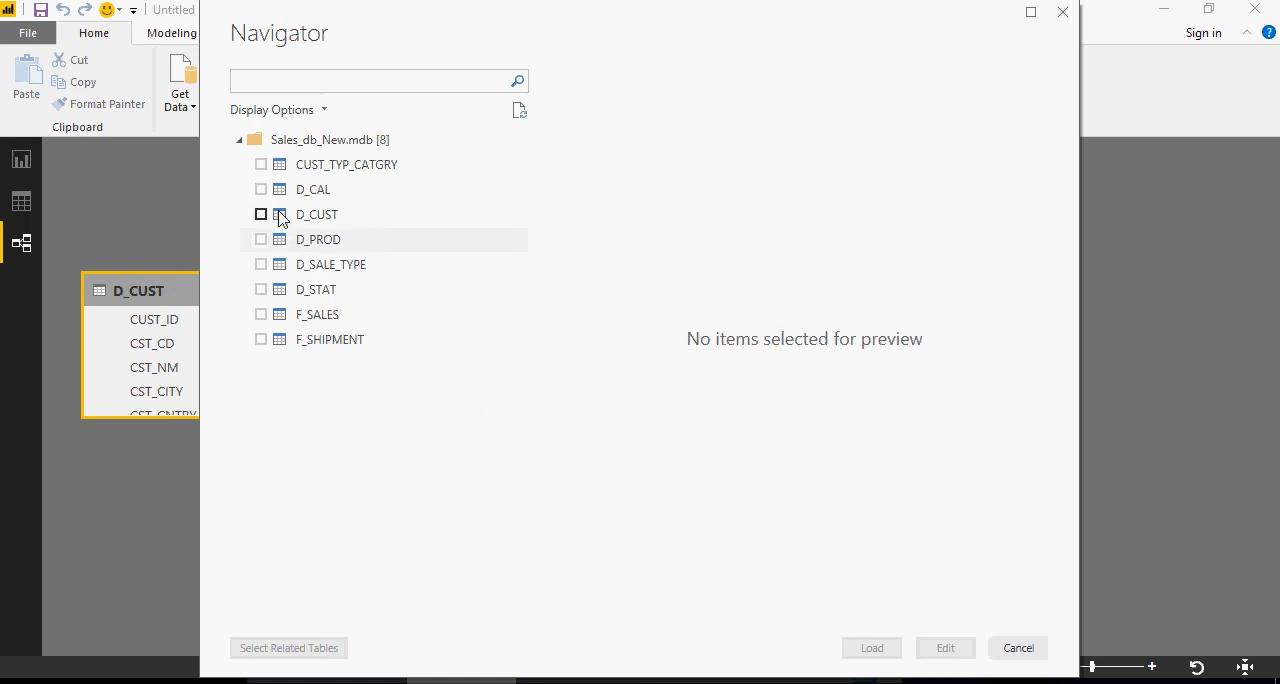 Untitled
File
Home
Modeling
Sign in
Paste
Cut
Copy
Format Painter
Clipboard
Get
Data
Navigator
Display Options
Sales_db_New.mdb [8]
CUST_TYP_CATGRY
D_CAL
D_CUST
D_PROD
D_SALE_TYPE
D_STAT
F_SALES
F_SHIPMENT
D_CUST
CUST_ID
CST_CD
CST_NM
CST_CITY
CST_CNTRY
No items selected for preview
Select Related Tables
Load
Edit
Cancel